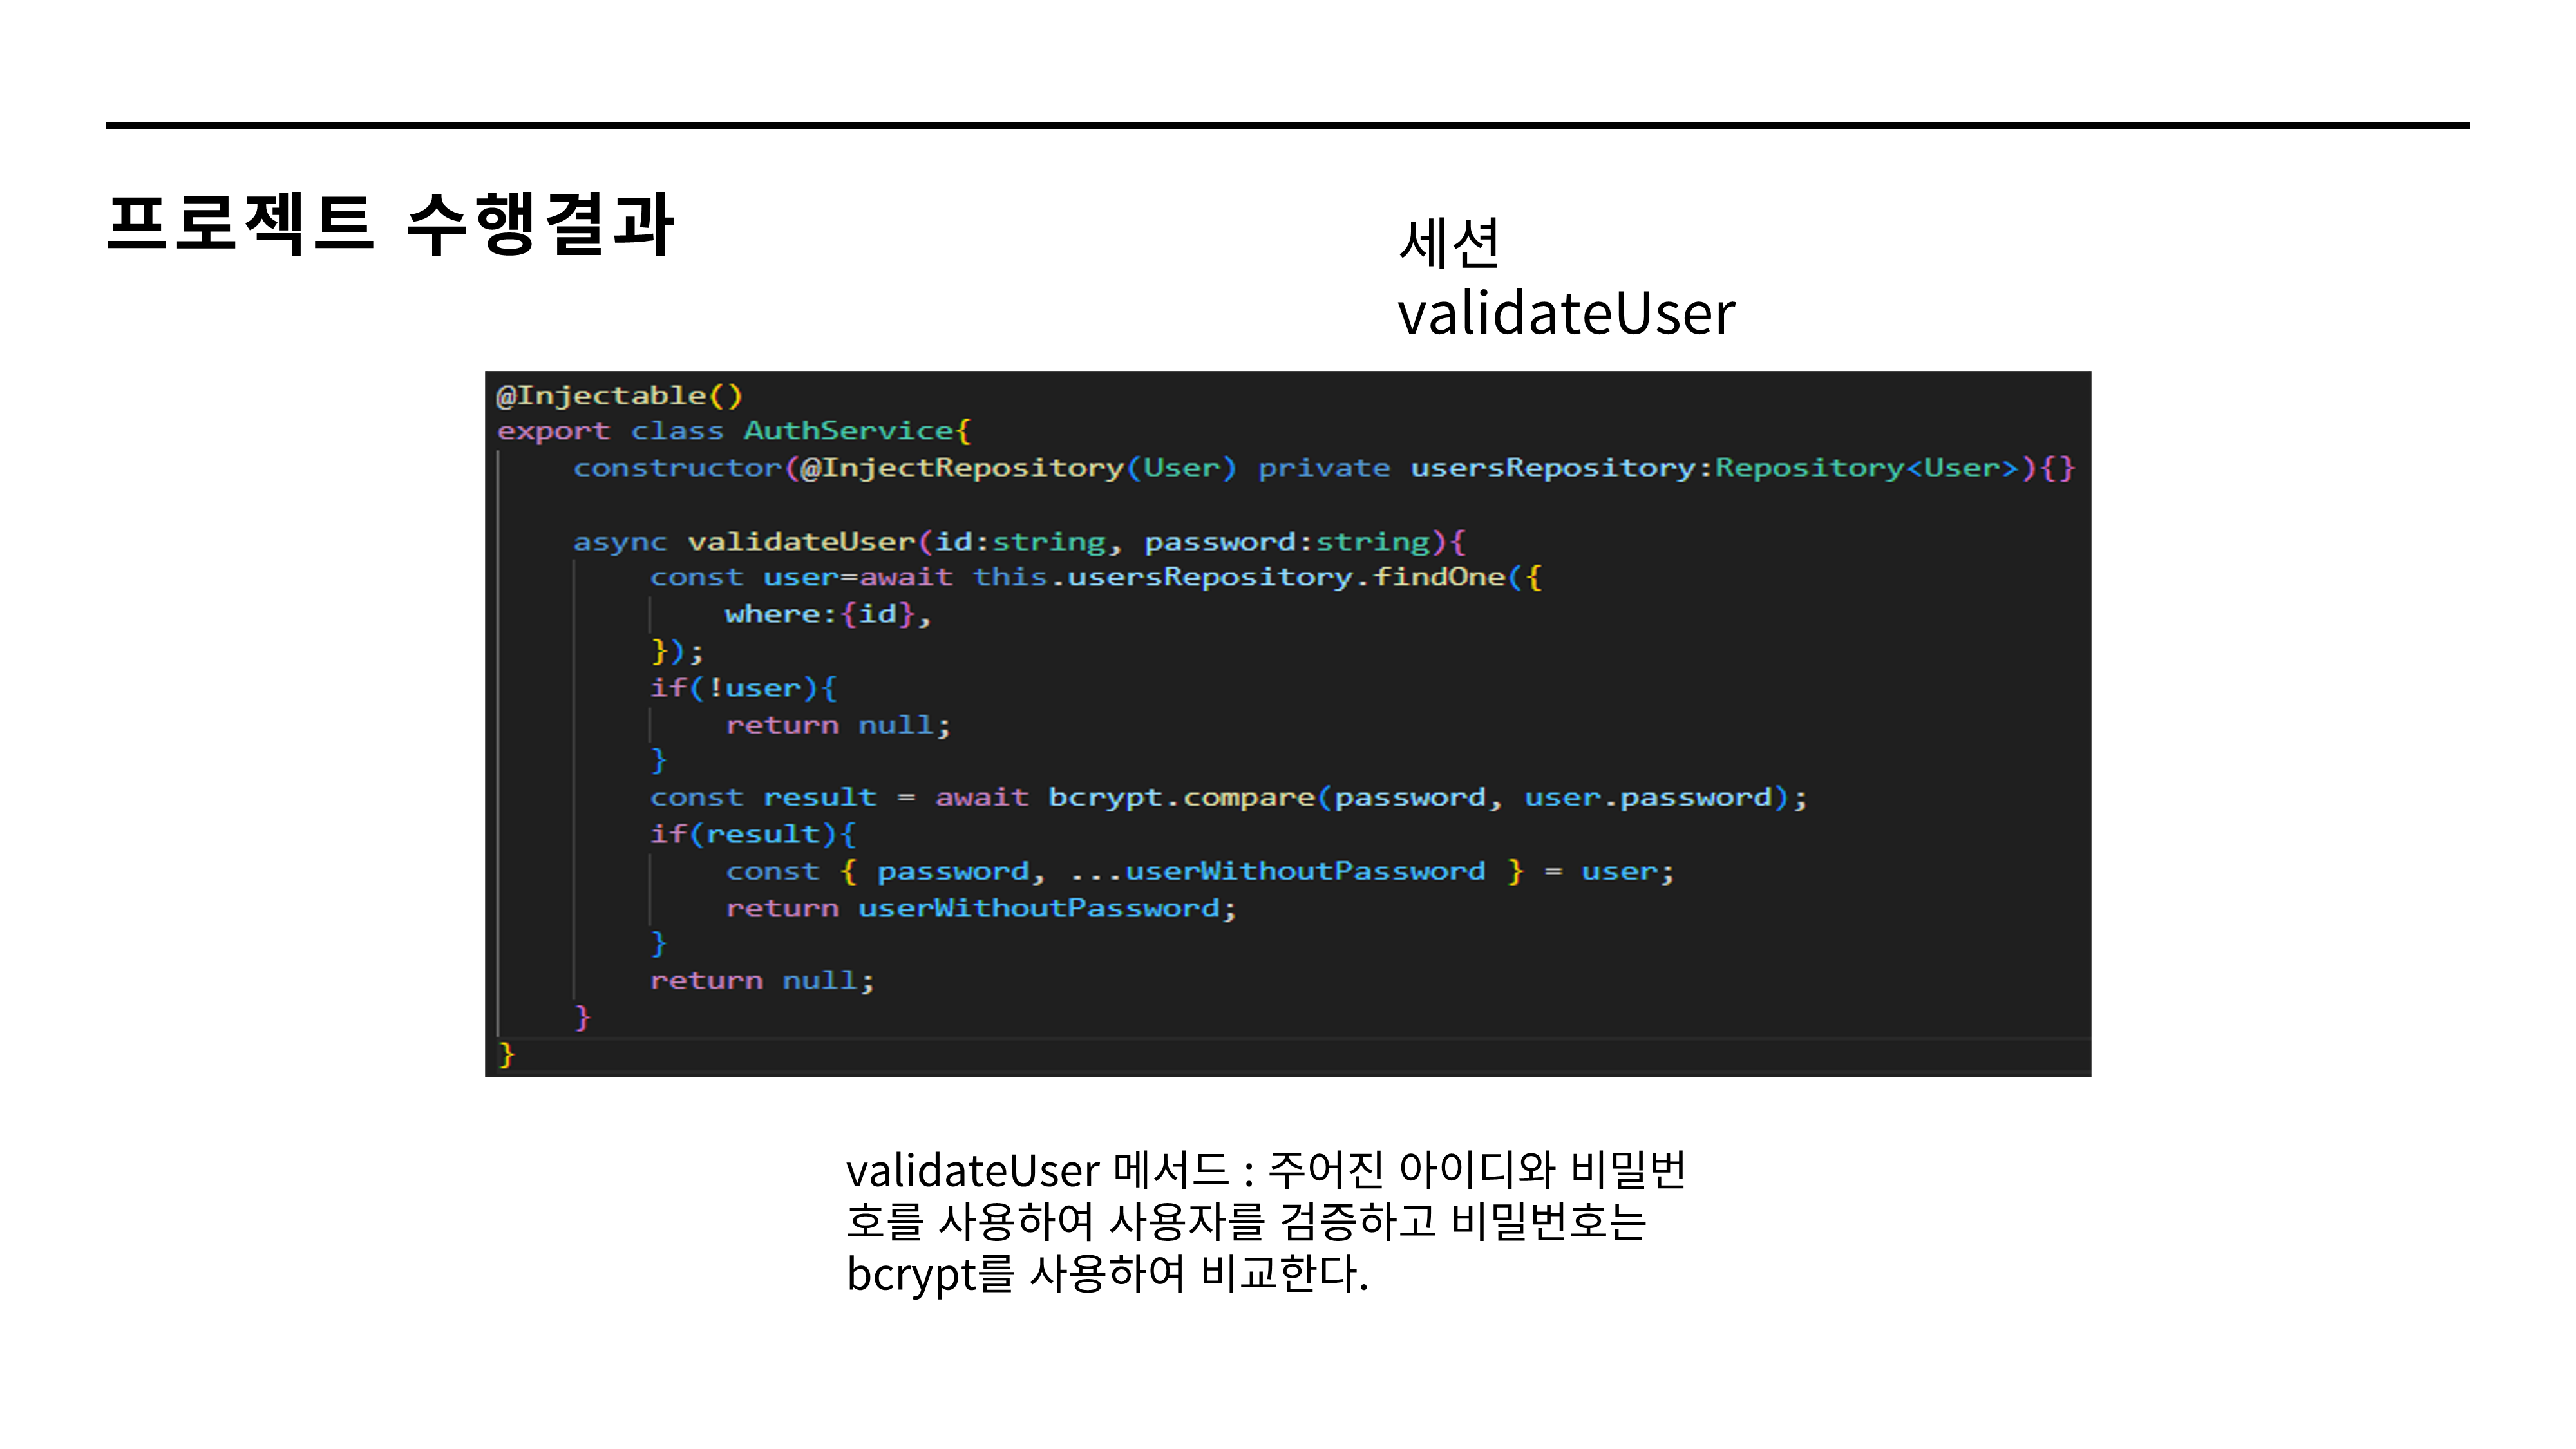 프로젝트 수행결과
세션
validateUser
@Injectable()
export class AuthService{
    constructor(@InjectRepository(User) private usersRepository:Repository<User>){}
    async validateUser(id:string, password:string){
        const user=await this.usersRepository.findOne({
            where:{id},
        });
        if(!user){
            return null;
        }
        const result = await bcrypt.compare(password, user.password);
        if(result){
            const { password, ...userWithoutPassword } = user;
            return userWithoutPassword;
        }
        return null;
    }
}
validateUser 메서드 : 주어진 아이디와 비밀번
호를 사용하여 사용자를 검증하고 비밀번호는
bcrypt를 사용하여 비교한다.